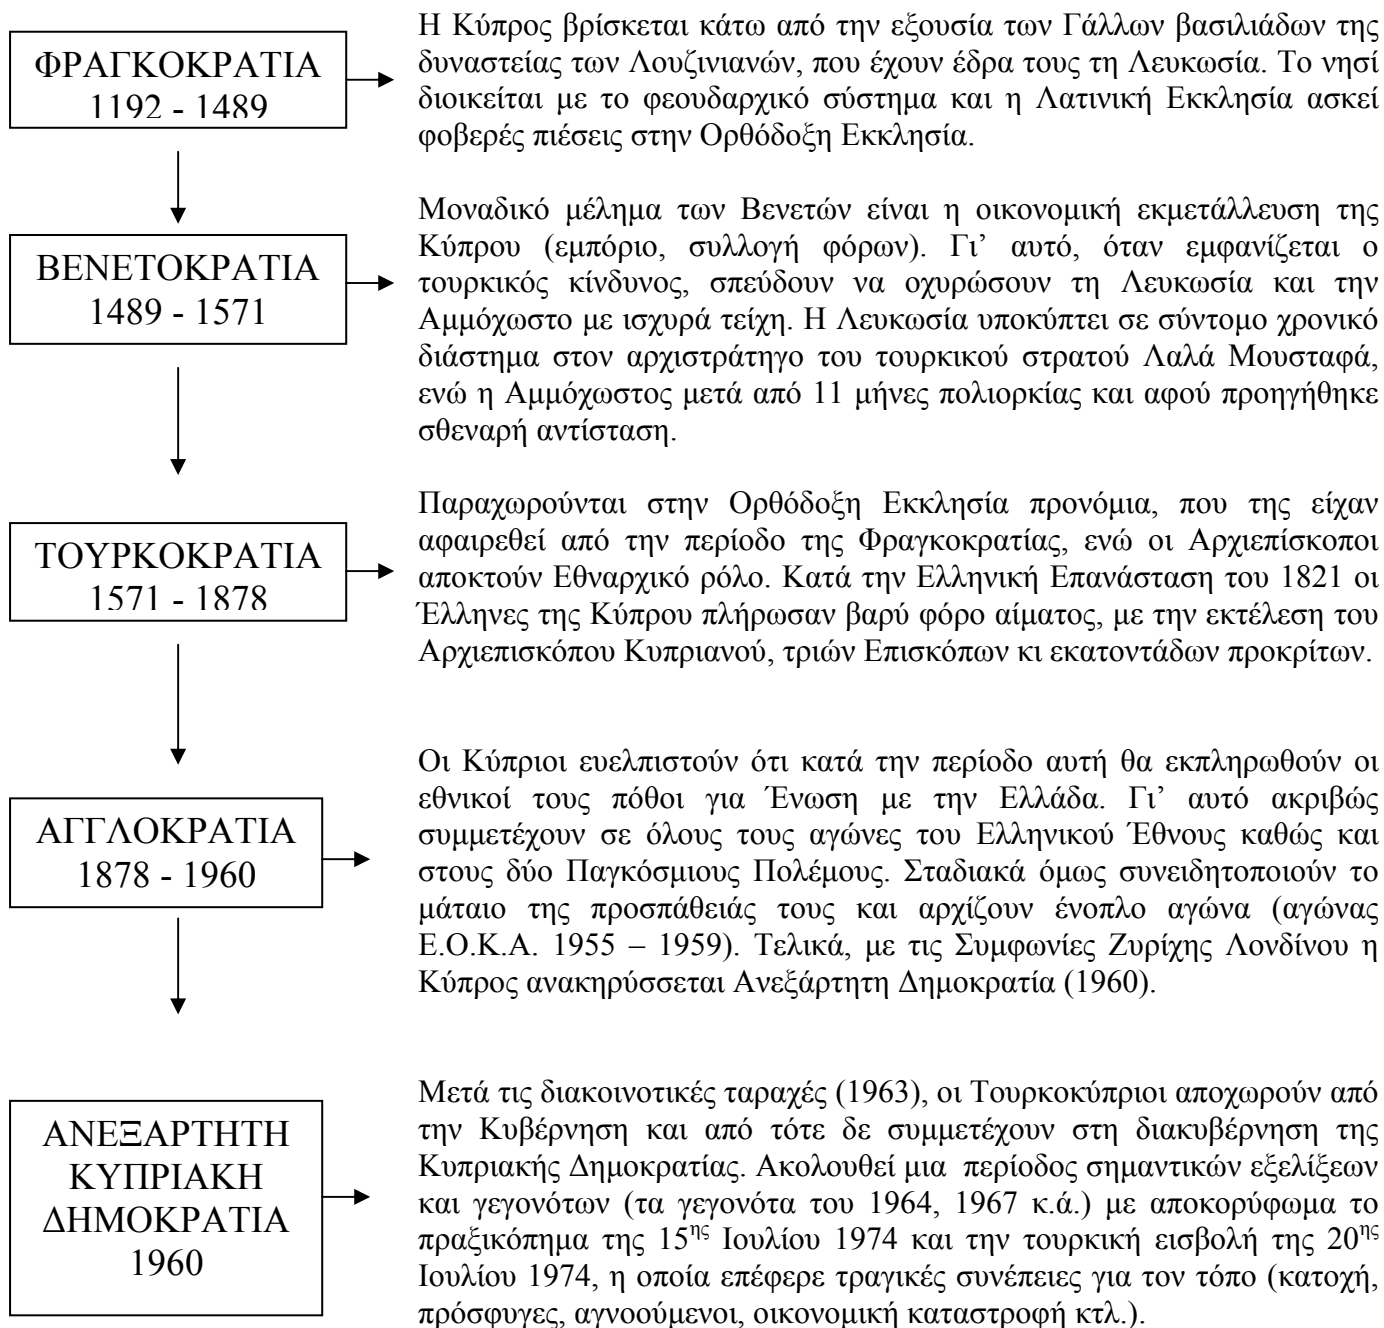 ΦΡΑΓΚΟΚΡΑΤΙΑ
1192 - 1489
Η Κύπρος βρίσκεται κάτω από την εξουσία των Γάλλων βασιλιάδων της
δυναστείας των Λουζινιανών, που έχουν έδρα τους τη Λευκωσία. Το νησί
διοικείται με το φεουδαρχικό σύστημα και η Λατινική Εκκλησία ασκεί
φοβερές πιέσεις στην Ορθόδοξη Εκκλησία.
ΒΕΝΕΤΟΚΡΑΤΙΑ
1489 - 1571
Μοναδικό μέλημα των Βενετών είναι η οικονομική εκμετάλλευση της
Κύπρου (εμπόριο, συλλογή φόρων). Γι’ αυτό, όταν εμφανίζεται ο
τουρκικός κίνδυνος, σπεύδουν να οχυρώσουν τη Λευκωσία και την
Αμμόχωστο με ισχυρά τείχη. Η Λευκωσία υποκύπτει σε σύντομο χρονικό
διάστημα στον αρχιστράτηγο του τουρκικού στρατού Λαλά Μουσταφά,
ενώ η Αμμόχωστος μετά από 11 μήνες πολιορκίας και αφού προηγήθηκε
σθεναρή αντίσταση.
ΤΟΥΡΚΟΚΡΑΤΙΑ
1571 - 1878
Παραχωρούνται στην Ορθόδοξη Εκκλησία προνόμια, που της είχαν
αφαιρεθεί από την περίοδο της Φραγκοκρατίας, ενώ οι Αρχιεπίσκοποι
αποκτούν Εθναρχικό ρόλο. Κατά την Ελληνική Επανάσταση του 1821 οι
Έλληνες της Κύπρου πλήρωσαν βαρύ φόρο αίματος, με την εκτέλεση του
Αρχιεπισκόπου Κυπριανού, τριών Επισκόπων κι εκατοντάδων προκρίτων.
ΑΓΓΛΟΚΡΑΤΙΑ
1878 - 1960
Οι Κύπριοι ευελπιστούν ότι κατά την περίοδο αυτή θα εκπληρωθούν οι
εθνικοί τους πόθοι για Ένωση με την Ελλάδα. Γι’ αυτό ακριβώς
συμμετέχουν σε όλους τους αγώνες του Ελληνικού Έθνους καθώς και
στους δύο Παγκόσμιους Πολέμους. Σταδιακά όμως συνειδητοποιούν το
μάταιο της προσπάθειάς τους και αρχίζουν ένοπλο αγώνα (αγώνας
Ε.Ο.Κ.Α. 1955 – 1959). Τελικά, με τις Συμφωνίες Ζυρίχης Λονδίνου η
Κύπρος ανακηρύσσεται Ανεξάρτητη Δημοκρατία (1960).
ΑΝΕΞΑΡΤΗΤΗ
ΚΥΠΡΙΑΚΗ
ΔΗΜΟΚΡΑΤΙΑ
1960
Μετά τις διακοινοτικές ταραχές (1963), οι Τουρκοκύπριοι αποχωρούν από
την Κυβέρνηση και από τότε δε συμμετέχουν στη διακυβέρνηση της
Κυπριακής Δημοκρατίας. Ακολουθεί μια περίοδος σημαντικών εξελίξεων
και γεγονότων (τα γεγονότα του 1964, 1967 κ.ά.) με αποκορύφωμα το
πραξικόπημα της 15ης Ιουλίου 1974 και την τουρκική εισβολή της 20ης
Ιουλίου 1974, η οποία επέφερε τραγικές συνέπειες για τον τόπο (κατοχή,
πρόσφυγες, αγνοούμενοι, οικονομική καταστροφή κτλ.).